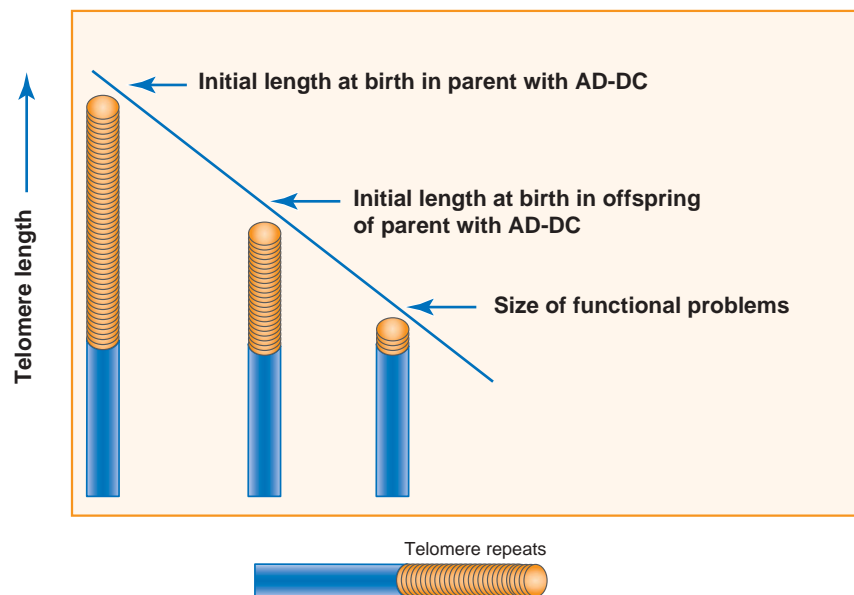 Initial length at birth in parent with AD-DC
Initial length at birth in offspring
of parent with AD-DC
Size of functional problems
Telomere length
Telomere repeats